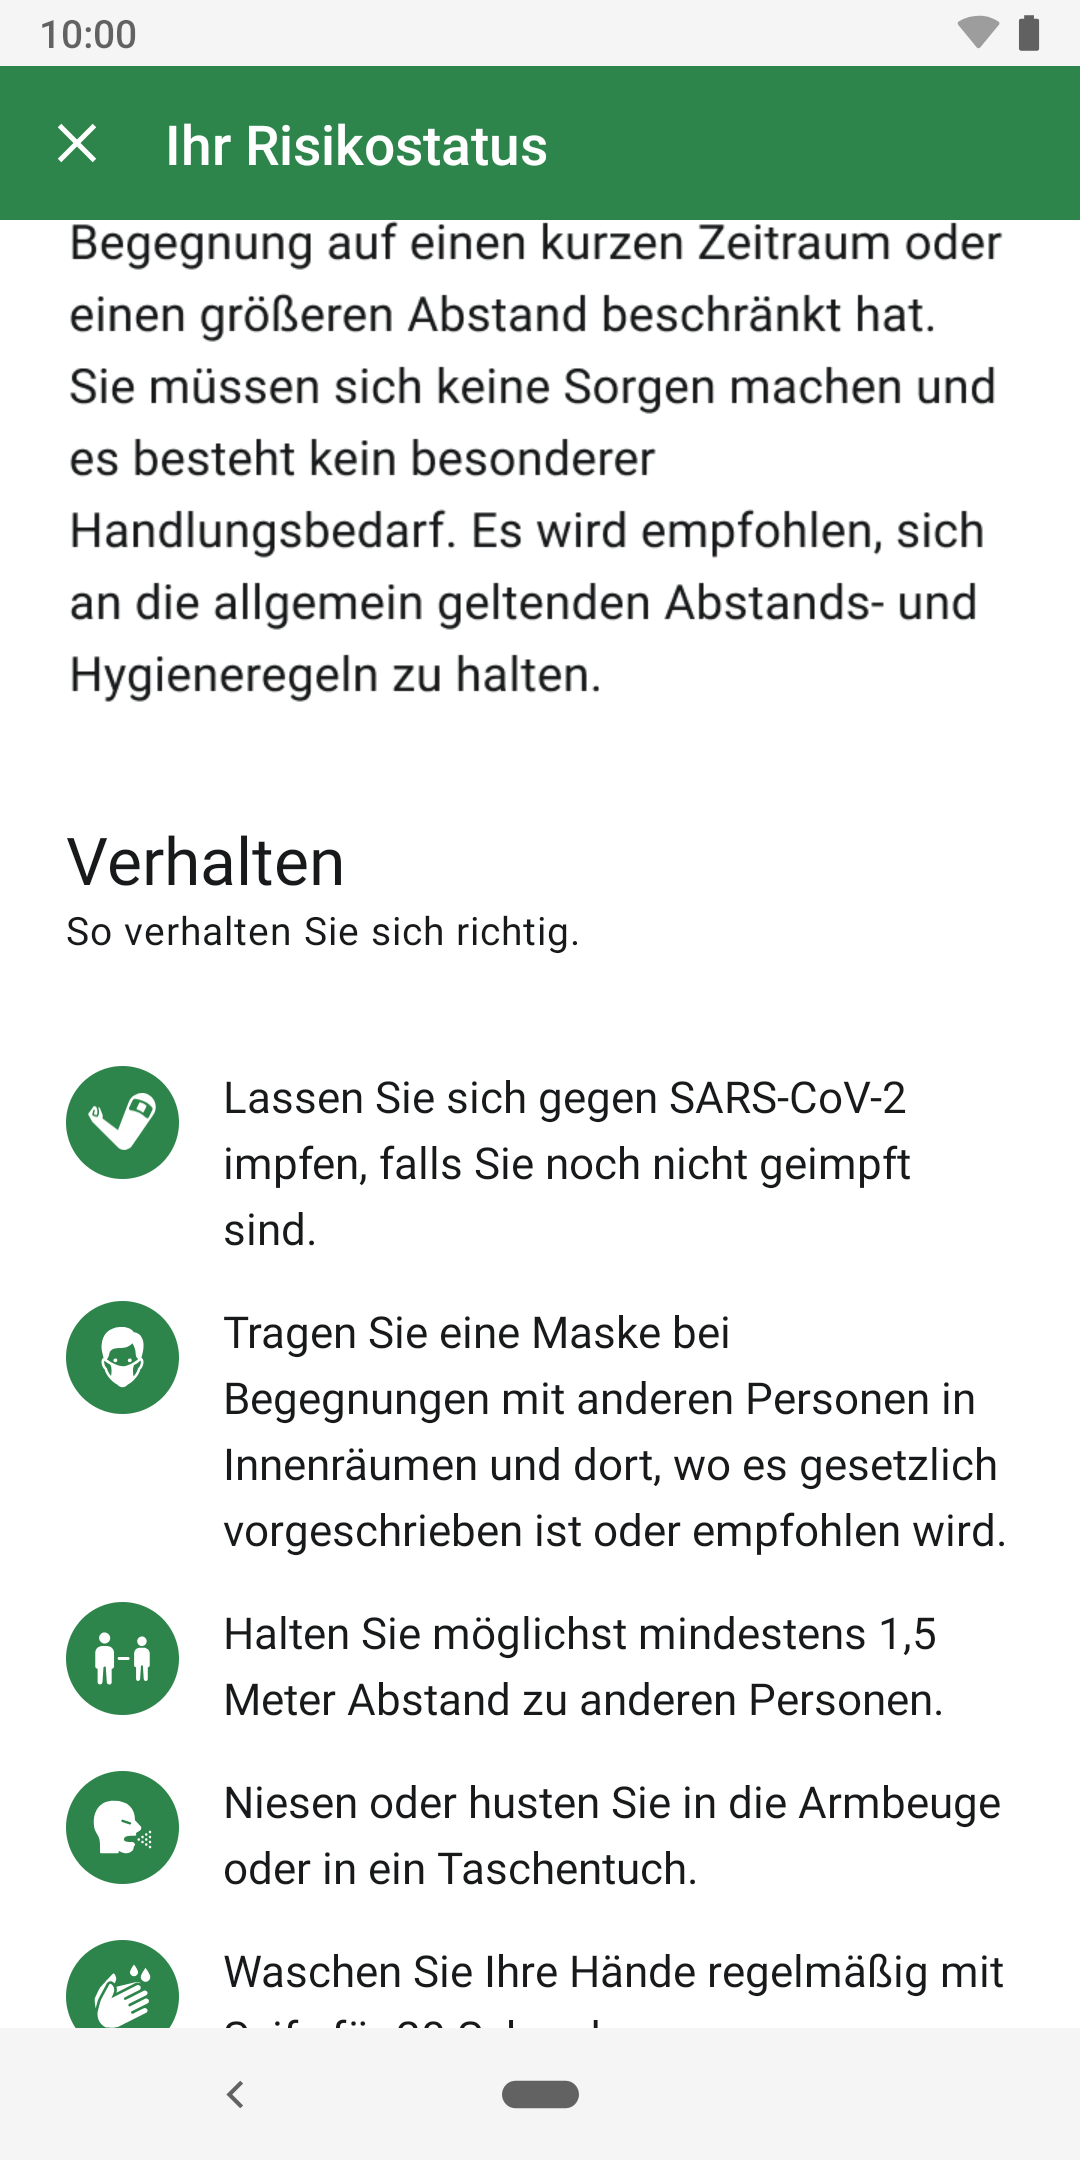 10:00
Ihr Risikostatus
Begegnung auf einen kurzen Zeitraum oder
einen größeren Abstand beschränkt hat.
Sie müssen sich keine Sorgen machen und
es besteht kein besonderer
Handlungsbedarf. Es wird empfohlen, sich
an die allgemein geltenden Abstands- und
Hygieneregeln zu halten.
Verhalten
So verhalten Sie sich richtig.
Lassen Sie sich gegen SARS-CoV-2
impfen, falls Sie noch nicht geimpft
sind.
Tragen Sie eine Maske bei
Begegnungen mit anderen Personen in
Innenräumen und dort, wo es gesetzlich
vorgeschrieben ist oder empfohlen wird.
Halten Sie möglichst mindestens 1,5
Meter Abstand zu anderen Personen.
Niesen oder husten Sie in die Armbeuge
oder in ein Taschentuch.
Waschen Sie Ihre Hände regelmäßig mit